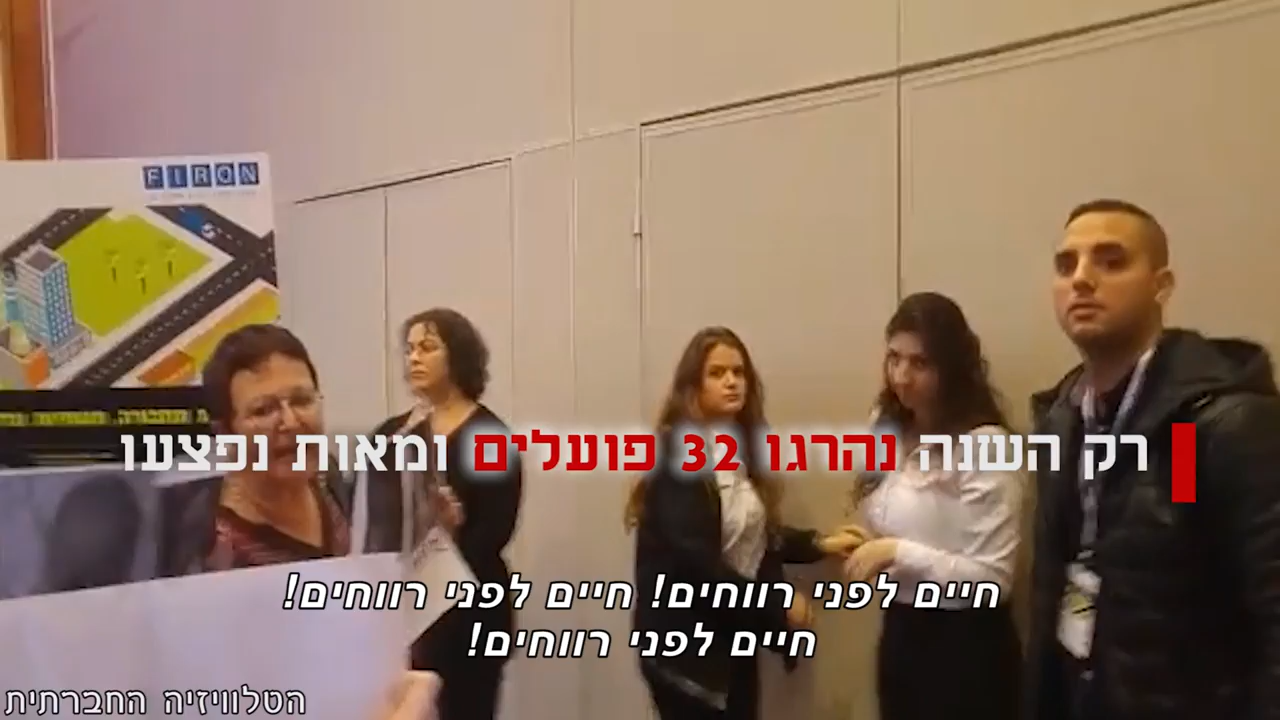 FIRON
רק השנה נהרגו 32 פועלים ומאות נפצעו
חיים לפני רווחים! חיים לפני רווחים!
חיים לפני רווחים!
הטלוויזיה החברתית